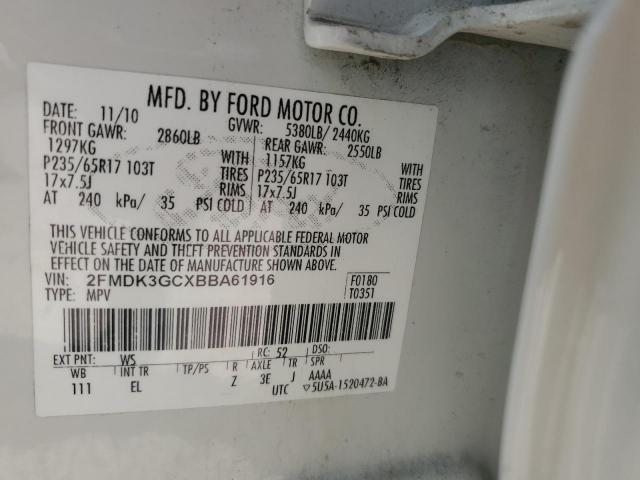 MFD. BY FORD MOTOR CO.
DATE: 11/10 GVWR: 5380LB/ 2440KG
FRONT GAWR: 2860LB REAR GAWR: 2550LB
1297KG WITH 1157KG WITH
P235/65R17 103T TIRES P235/65R17 103T TIRES
17x7.5J RIMS 17x7.5J RIMS
AT 240 kPa/ 35 PSI COLD AT 240 kPa/ 35 PSI COLD
THIS VEHICLE CONFORMS TO ALL APPLICABLE FEDERAL MOTOR
VEHICLE SAFETY AND THEFT PREVENTION STANDARDS IN
EFFECT ON THE DATE OF MANUFACTURE SHOWN ABOVE.
VIN: 2FMDK3GCXBBA61916 F0180
TYPE: MPV T0351
EXT PNT: WS RC: 52 DSO:
WB INT TR TP/PS R AXLE TR SPR
111 EL Z 3E J AAAA
UTC ▽5U5A-1520472-BA